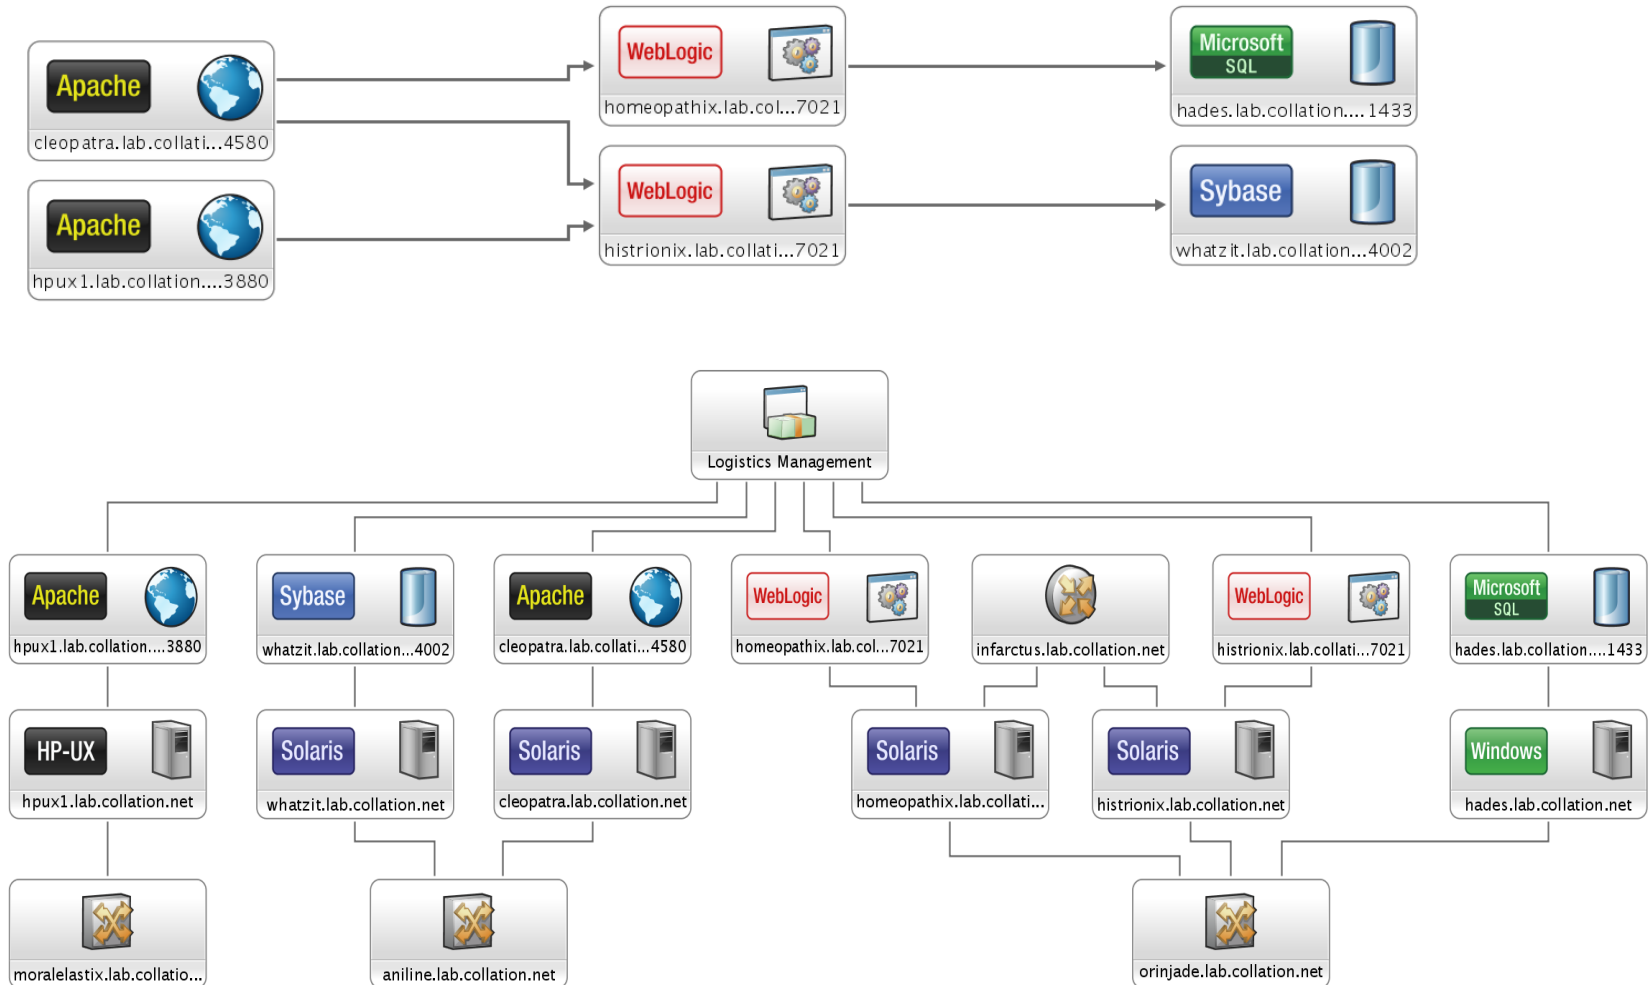 WebLogic
homeopathix.lab.col...7021
Microsoft
SQL
hades.lab.collation....1433
Apache
cleopatra.lab.collati...4580
WebLogic
histrionix.lab.collati...7021
Sybase
whatzit.lab.collation...4002
Apache
hpux1.lab.collation....3880
Logistics Management
Apache
hpux1.lab.collation....3880
Sybase
whatzit.lab.collation...4002
Apache
cleopatra.lab.collati...4580
WebLogic
homeopathix.lab.col...7021
infarctus.lab.collation.net
WebLogic
histrionix.lab.collati...7021
Microsoft
SQL
hades.lab.collation....1433
HP-UX
hpux1.lab.collation.net
Solaris
whatzit.lab.collation.net
Solaris
cleopatra.lab.collation.net
Solaris
homeopathix.lab.collati...
Solaris
histrionix.lab.collation.net
Windows
hades.lab.collation.net
moralelastix.lab.collatio...
aniline.lab.collation.net
orinjade.lab.collation.net